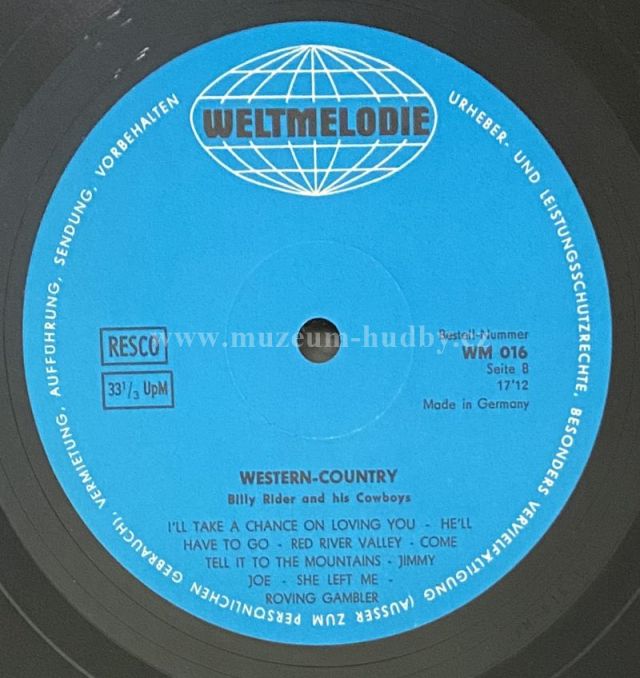 WELTMELODIE
URHEBER- UND LEISTUNGSSCHUTZRECHTE, BESONDERS VERVIELFÄLTIGUNG (AUSSER ZUM PERSÖNLICHEN GEBRAUCH), VERMIETUNG, AUFFÜHRUNG, SENDUNG, VORBEHALTEN
RESCO
33 1/3 UpM
www.muzeum-hudby.cz
Bestell-Nummer
WM 016
Seite B
17'12
Made in Germany
WESTERN-COUNTRY
Billy Rider and his Cowboys
I'LL TAKE A CHANCE ON LOVING YOU - HE'LL
HAVE TO GO - RED RIVER VALLEY - COME
TELL IT TO THE MOUNTAINS - JIMMY
JOE - SHE LEFT ME -
ROVING GAMBLER